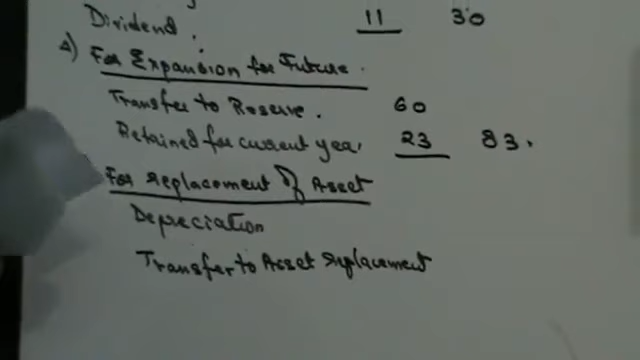 Dividend. 11 30
4) For Expansion for Future.
Transfer to Reserve. 60
Retained for current year. 23 83.
For replacement of Asset
Depreciation
Transfer to Asset replacement